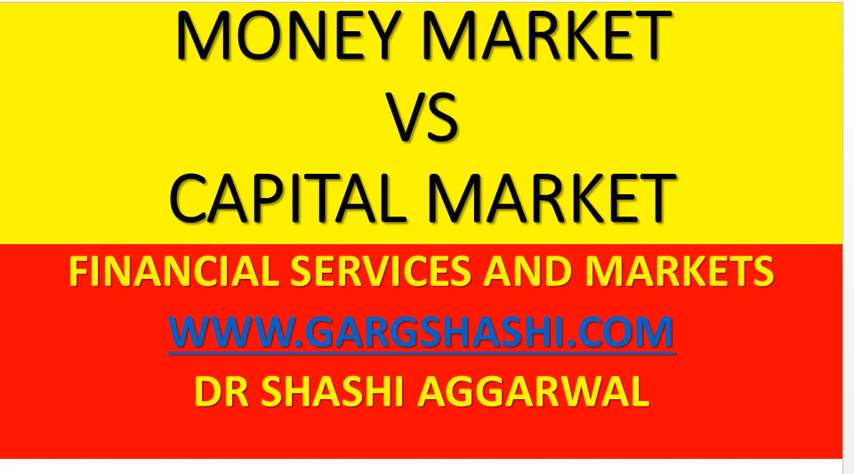 MONEY MARKET
VS
CAPITAL MARKET
FINANCIAL SERVICES AND MARKETS
WWW.GARGSHASHI.COM
DR SHASHI AGGARWAL